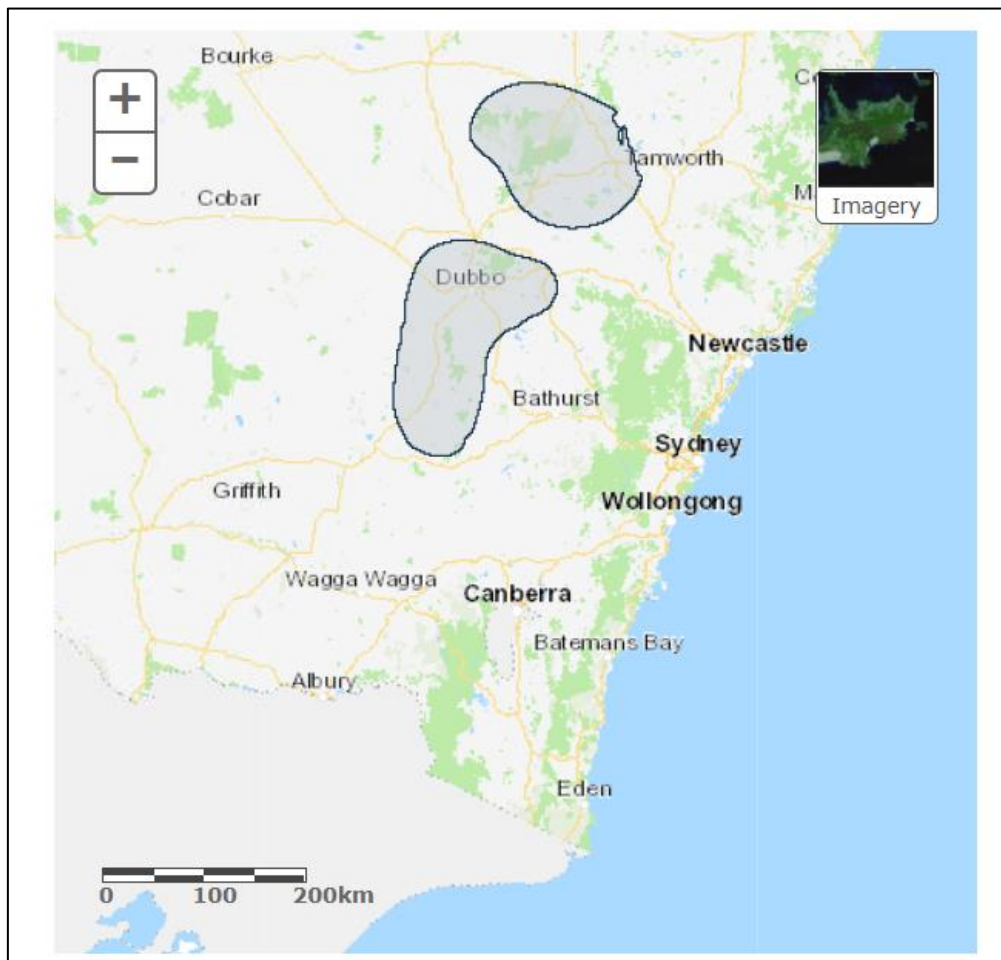 Bourke
+
−
Cobar
Tamworth
Imagery
Dubbo
Newcastle
Bathurst
Sydney
Griffith
Wollongong
Wagga Wagga
Canberra
Batemans Bay
Albury
Eden
0 100 200km